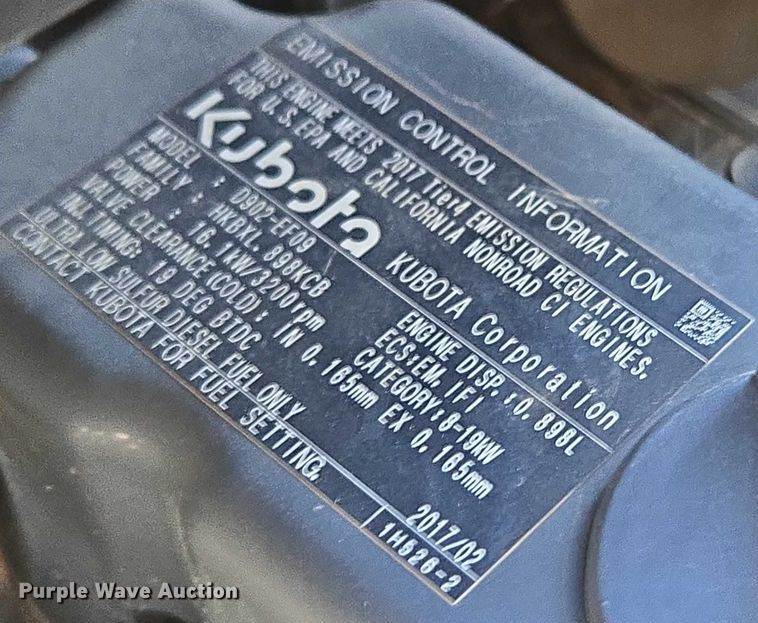 EMISSION CONTROL INFORMATION
THIS ENGINE MEETS 2017 Tier4 EMISSION REGULATIONS
FOR U.S. EPA AND CALIFORNIA NONROAD CI ENGINES.
Kubota KUBOTA Corporation
MODEL : D902-EF09 ENGINE DISP.: 0.898L
FAMILY : HKBXL.898KCB ECS:EM, IFI
POWER : 16.1kW/3200rpm CATEGORY:8-19kW
VALVE CLEARANCE(COLD): IN 0.165mm EX 0.165mm
INJ.TIMING: 19 DEG BTDC
ULTRA LOW SULFUR DIESEL FUEL ONLY 2017/02
CONTACT KUBOTA FOR FUEL SETTING. 1H526-2
Purple Wave Auction